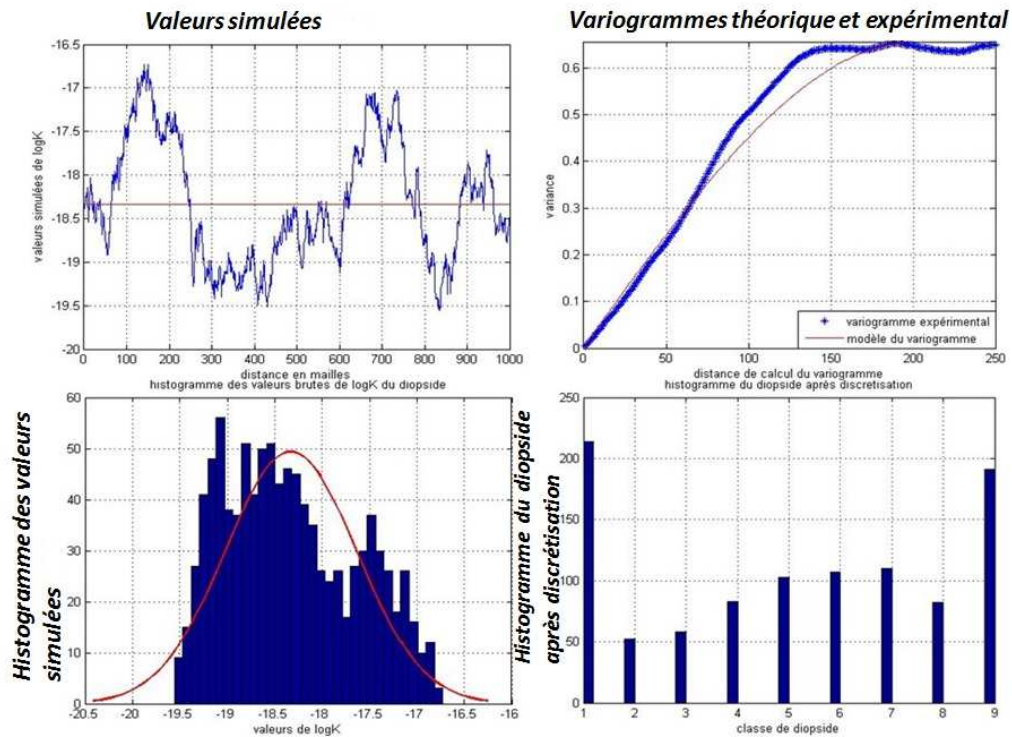 Valeurs simulées
-16.5
-17
-17.5
-18
-18.5
-19
-19.5
-20
valeurs simulées de logK
0 100 200 300 400 500 600 700 800 900 1000
distance en mailles
Variogrammes théorique et expérimental
0.6
0.5
0.4
0.3
0.2
0.1
0
variance
variogramme expérimental
modèle du variogramme
0 50 100 150 200 250
distance de calcul du variogramme
histogramme des valeurs brutes de logK du diopside
Histogramme des valeurs
simulées
60
50
40
30
20
10
0
-20.5 -20 -19.5 -19 -18.5 -18 -17.5 -17 -16.5 -16
valeurs de logK
histogramme du diopside après discretisation
Histogramme du diopside
après discrétisation
250
200
150
100
50
0
1 2 3 4 5 6 7 8 9
classe de diopside